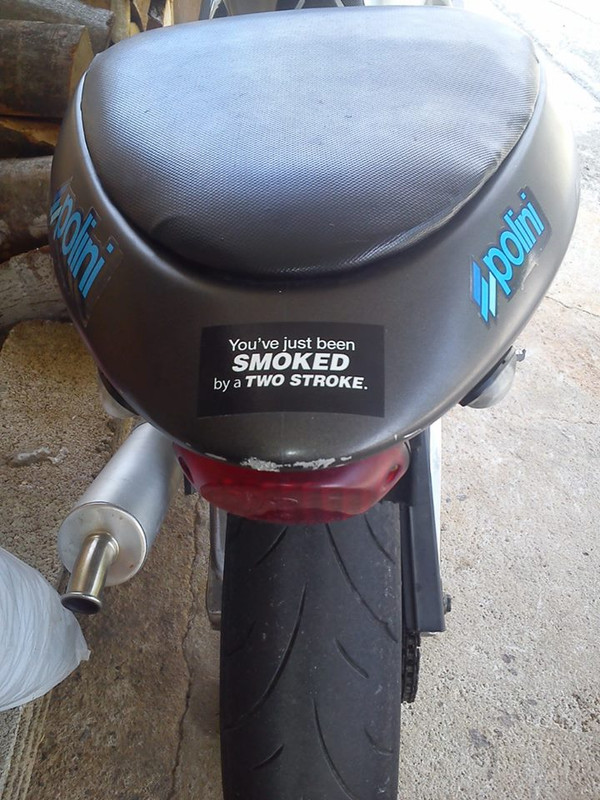 polini
polini
You've just been
SMOKED
by a TWO STROKE.